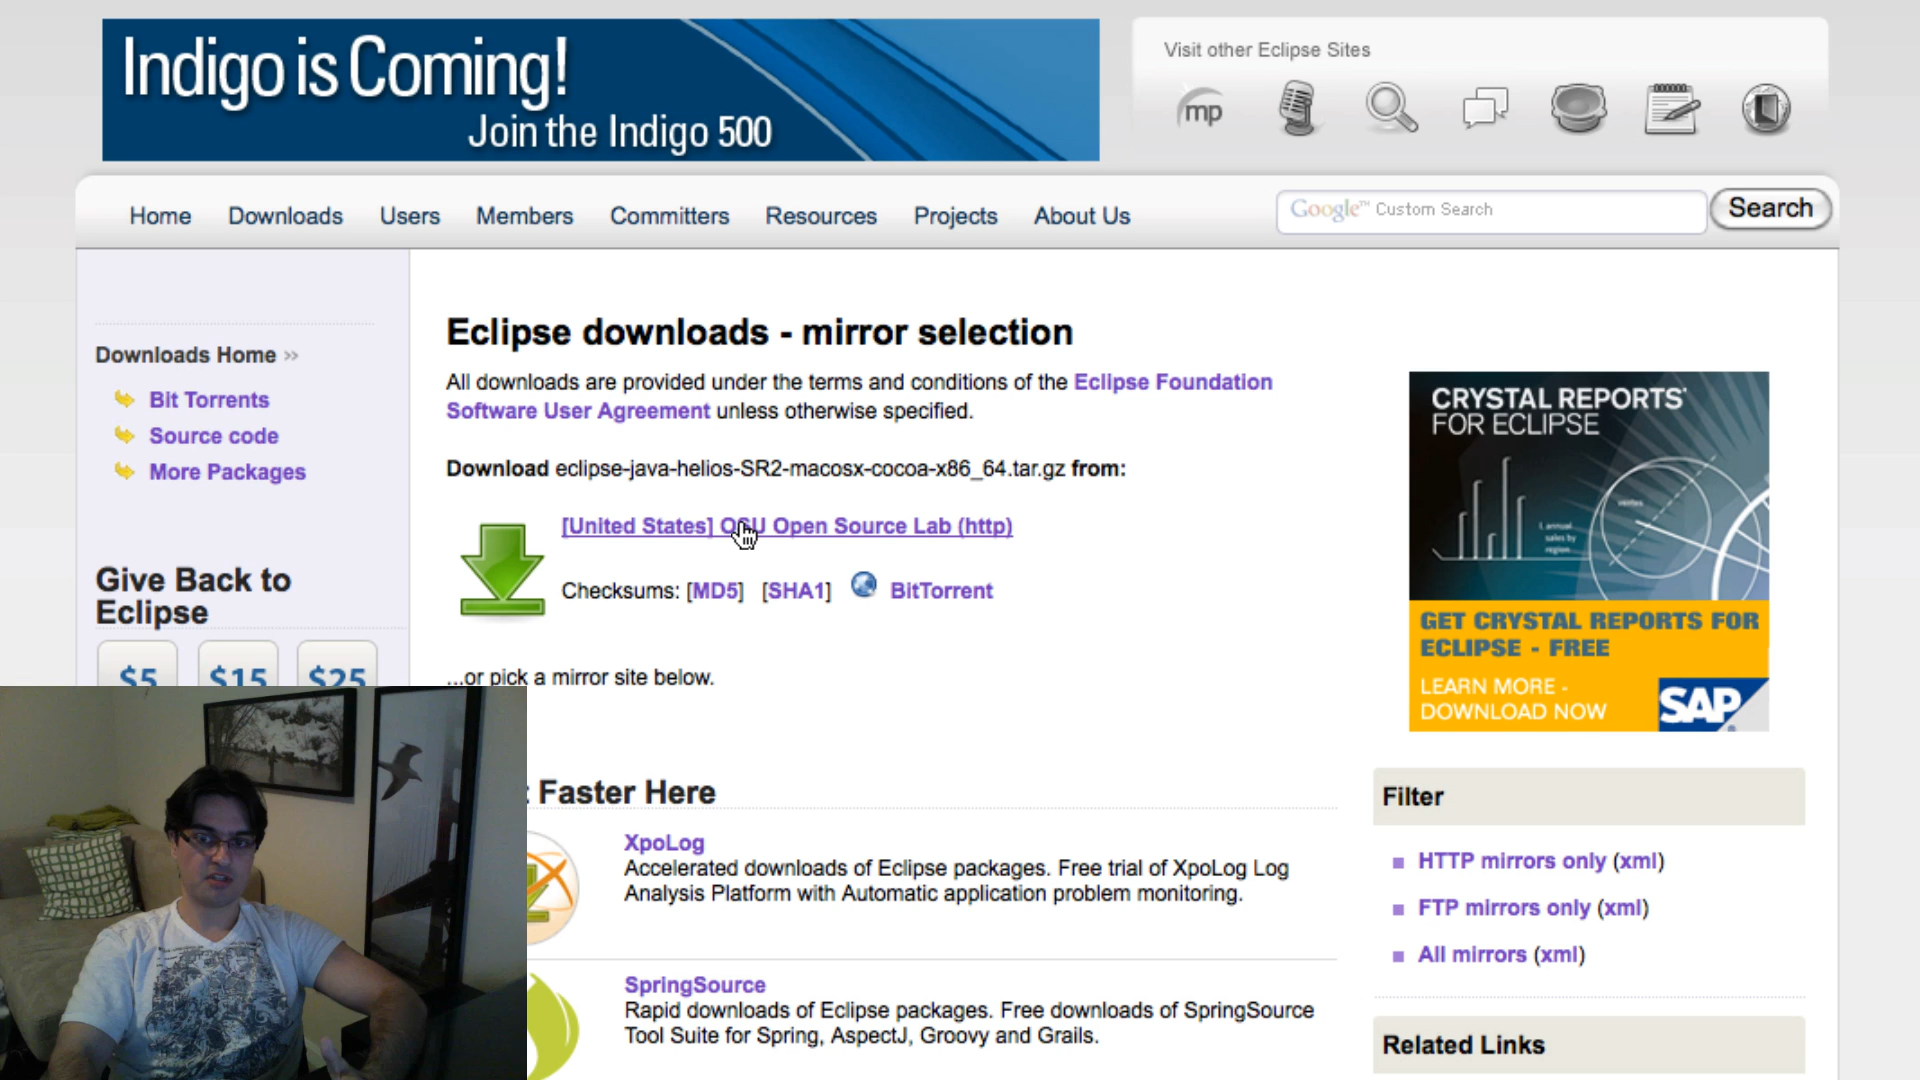 Indigo is Coming!
Join the Indigo 500
Visit other Eclipse Sites
mp
Home Downloads Users Members Committers Resources Projects About Us
Google™ Custom Search
Search
Downloads Home »
Bit Torrents
Source code
More Packages
Give Back to
Eclipse
$5 $15 $25
Eclipse downloads - mirror selection
All downloads are provided under the terms and conditions of the Eclipse Foundation
Software User Agreement unless otherwise specified.
Download eclipse-java-helios-SR2-macosx-cocoa-x86_64.tar.gz from:
[United States] OSU Open Source Lab (http)
Checksums: [MD5] [SHA1] BitTorrent
...or pick a mirror site below.
Faster Here
XpoLog
Accelerated downloads of Eclipse packages. Free trial of XpoLog Log
Analysis Platform with Automatic application problem monitoring.
SpringSource
Rapid downloads of Eclipse packages. Free downloads of SpringSource
Tool Suite for Spring, AspectJ, Groovy and Grails.
CRYSTAL REPORTS
FOR ECLIPSE
GET CRYSTAL REPORTS FOR
ECLIPSE - FREE
LEARN MORE -
DOWNLOAD NOW
SAP
Filter
HTTP mirrors only (xml)
FTP mirrors only (xml)
All mirrors (xml)
Related Links